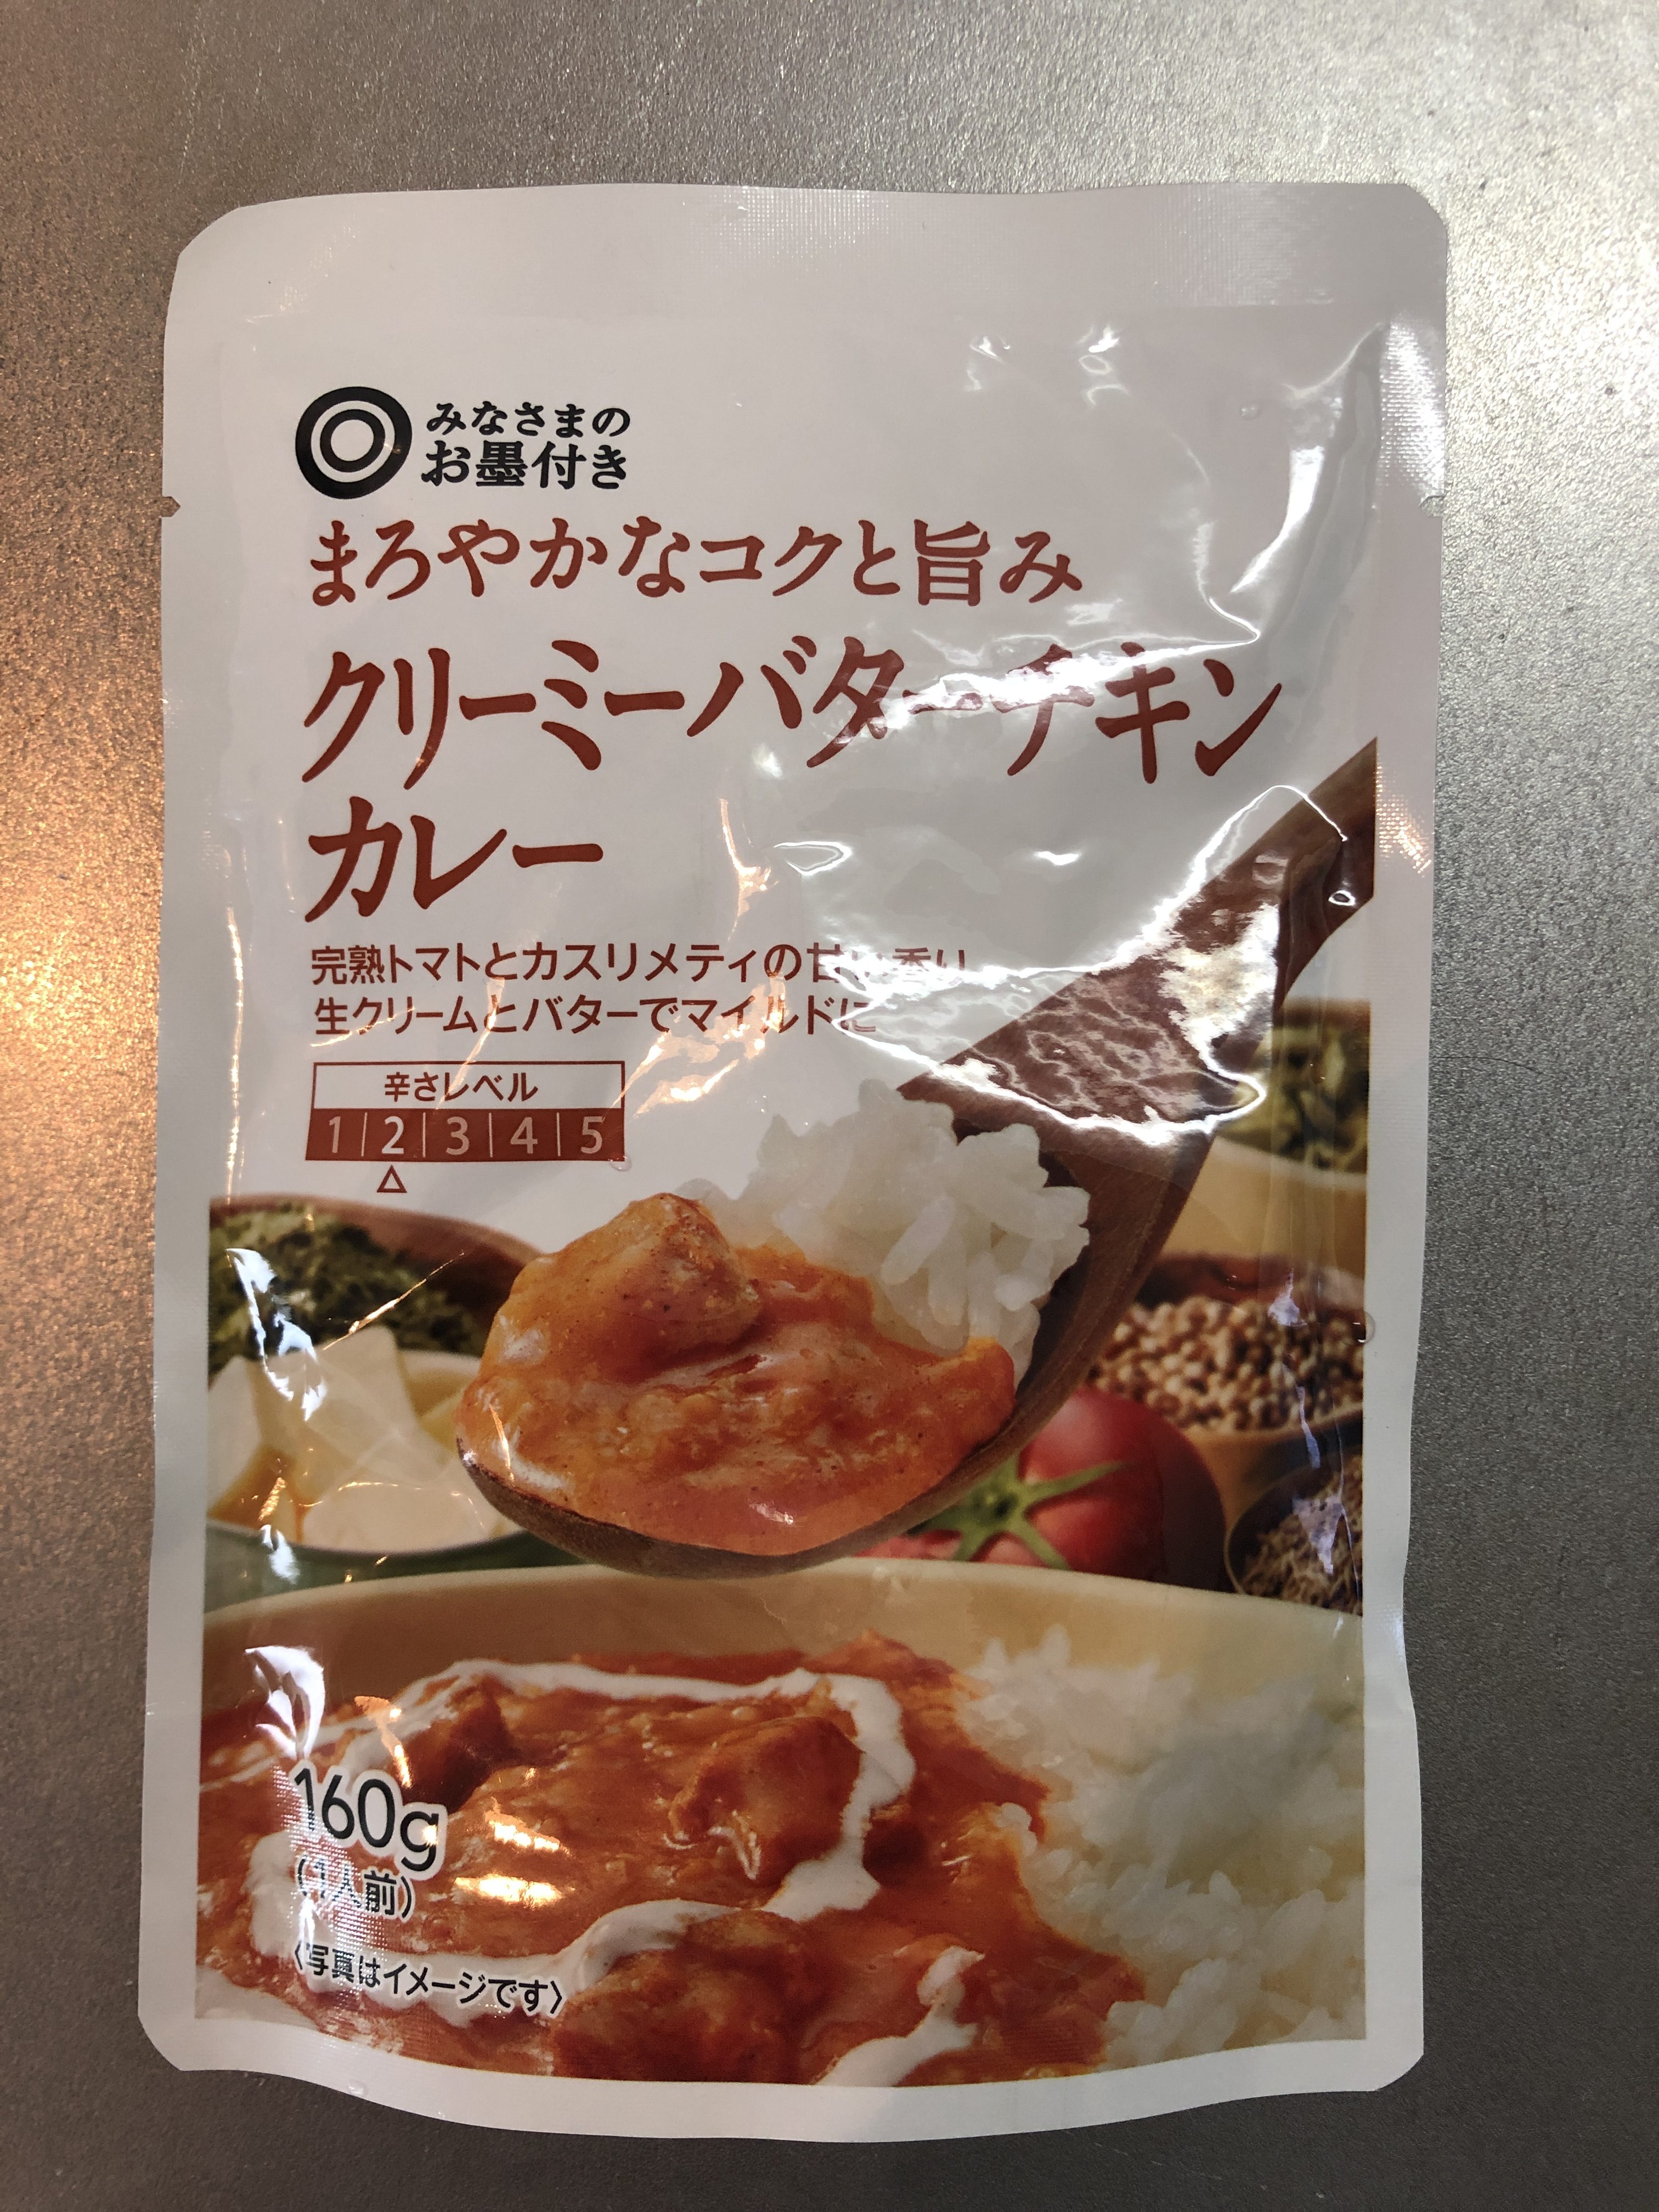 みなさまの
お墨付き
まろやかなコクと旨み
クリーミーバターチキン
カレー
完熟トマトとカスリメティの甘い香り
生クリームとバターでマイルドに
辛さレベル
1 2 3 4 5
160g
(1人前)
〈写真はイメージです〉